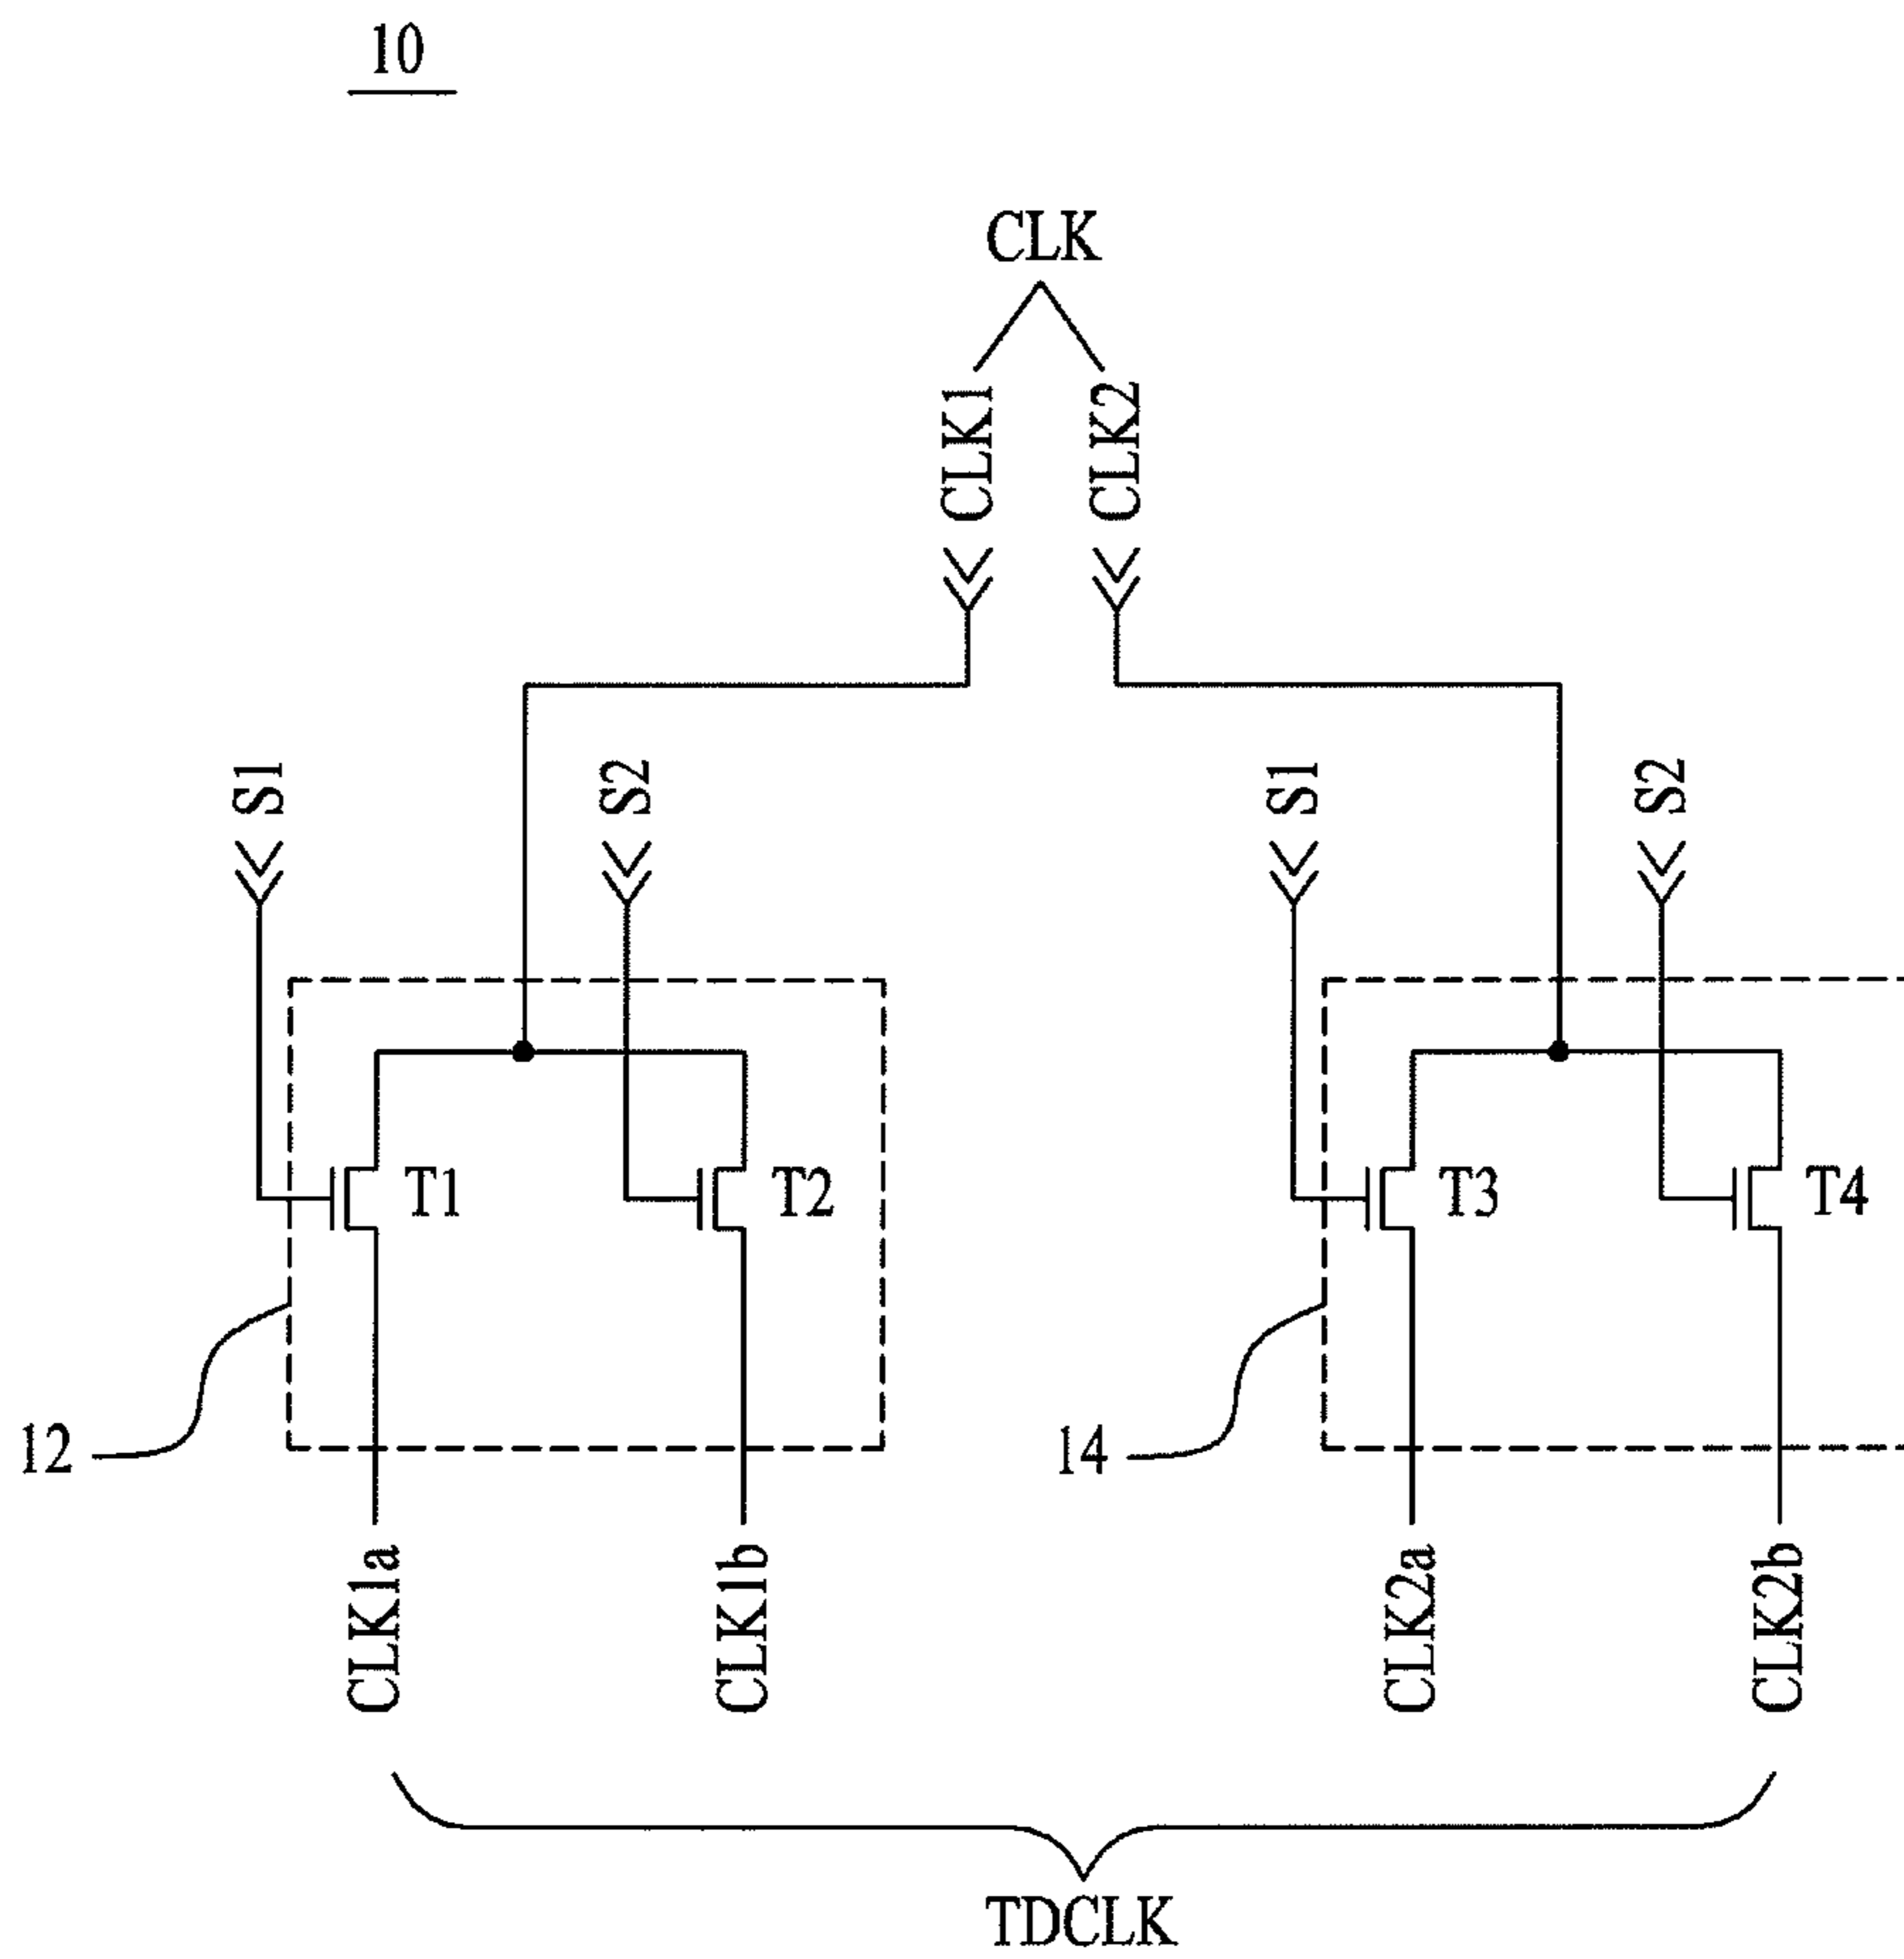 10
CLK
CLK1
CLK2
S1
S2
S1
S2
T1
T2
T3
T4
12
14
CLK1a
CLK1b
CLK2a
CLK2b
TDCLK